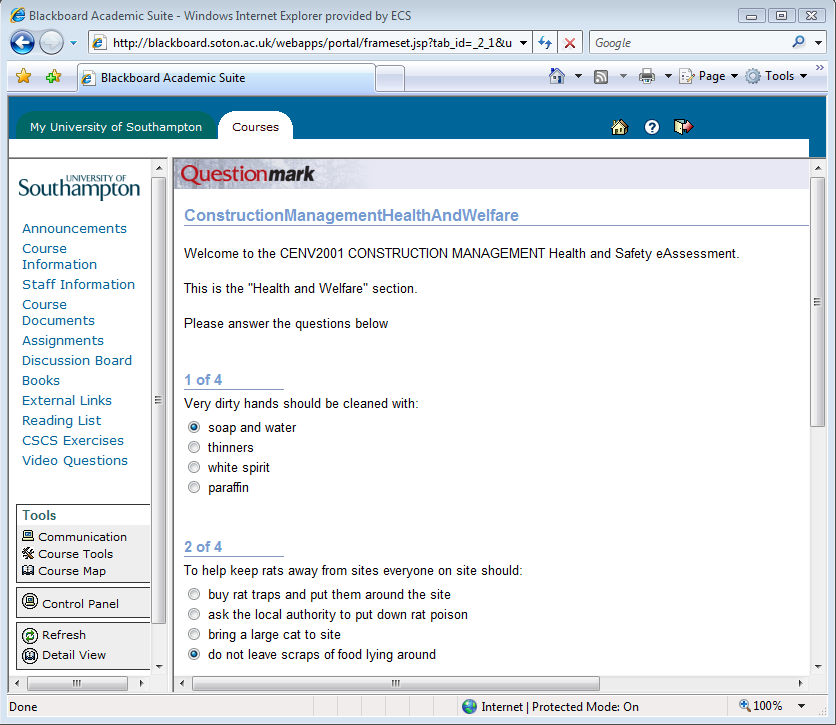 Blackboard Academic Suite - Windows Internet Explorer provided by ECS
http://blackboard.soton.ac.uk/webapps/portal/frameset.jsp?tab_id=_2_1&u
Google
Blackboard Academic Suite
Page
Tools
My University of Southampton
Courses
UNIVERSITY OF
Southampton
Announcements
Course
Information
Staff Information
Course
Documents
Assignments
Discussion Board
Books
External Links
Reading List
CSCS Exercises
Video Questions
Tools
Communication
Course Tools
Course Map
Control Panel
Refresh
Detail View
Questionmark
ConstructionManagementHealthAndWelfare
Welcome to the CENV2001 CONSTRUCTION MANAGEMENT Health and Safety eAssessment.
This is the "Health and Welfare" section.
Please answer the questions below
1 of 4
Very dirty hands should be cleaned with:
soap and water
thinners
white spirit
paraffin
2 of 4
To help keep rats away from sites everyone on site should:
buy rat traps and put them around the site
ask the local authority to put down rat poison
bring a large cat to site
do not leave scraps of food lying around
Done
Internet | Protected Mode: On
100%